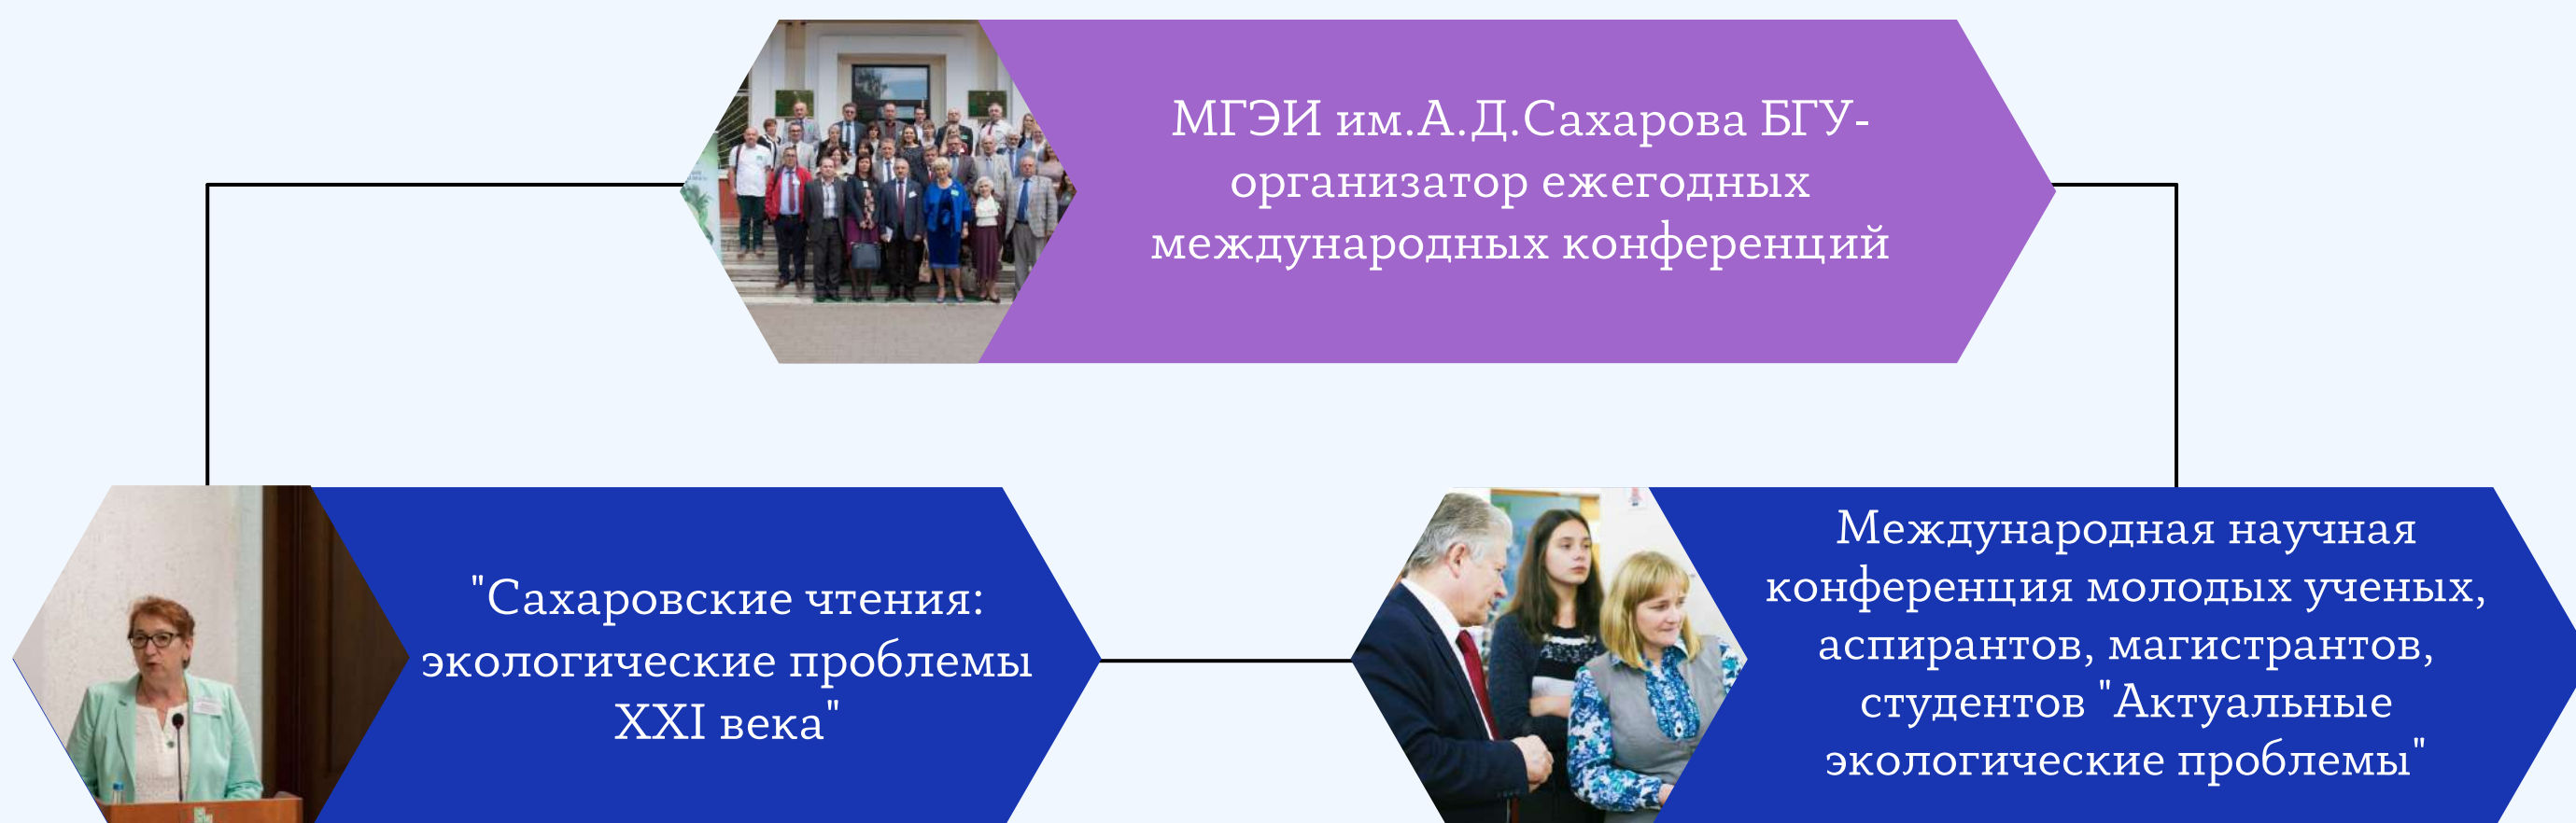 МГЭИ им.А.Д.Сахарова БГУ-
организатор ежегодных
международных конференций
"Сахаровские чтения:
экологические проблемы
XXI века"
Международная научная
конференция молодых ученых,
аспирантов, магистрантов,
студентов "Актуальные
экологические проблемы"